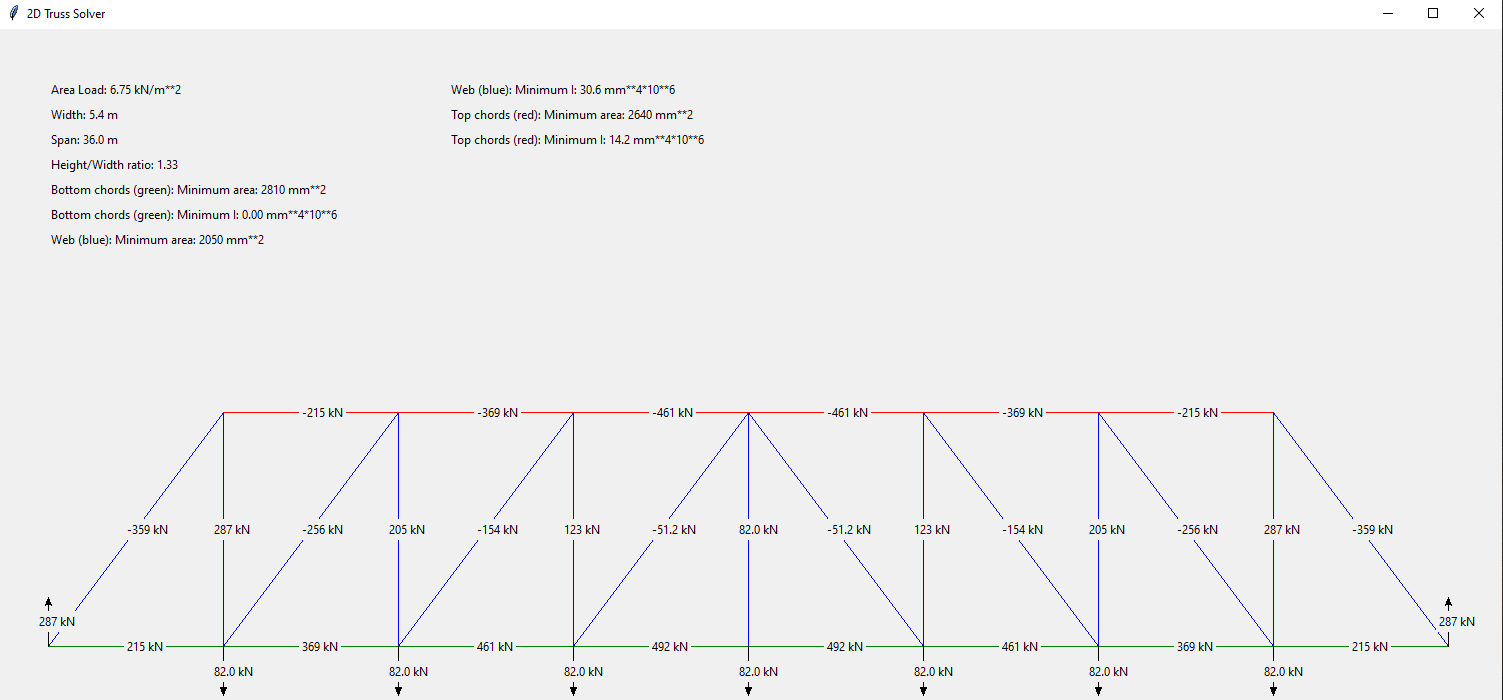 2D Truss Solver
Area Load: 6.75 kN/m**2
Width: 5.4 m
Span: 36.0 m
Height/Width ratio: 1.33
Bottom chords (green): Minimum area: 2810 mm**2
Bottom chords (green): Minimum I: 0.00 mm**4*10**6
Web (blue): Minimum area: 2050 mm**2
Web (blue): Minimum I: 30.6 mm**4*10**6
Top chords (red): Minimum area: 2640 mm**2
Top chords (red): Minimum I: 14.2 mm**4*10**6
-215 kN -369 kN -461 kN -461 kN -369 kN -215 kN
-359 kN 287 kN -256 kN 205 kN -154 kN 123 kN -51.2 kN 82.0 kN -51.2 kN 123 kN -154 kN 205 kN -256 kN 287 kN -359 kN
287 kN 287 kN
215 kN 369 kN 461 kN 492 kN 492 kN 461 kN 369 kN 215 kN
82.0 kN 82.0 kN 82.0 kN 82.0 kN 82.0 kN 82.0 kN 82.0 kN